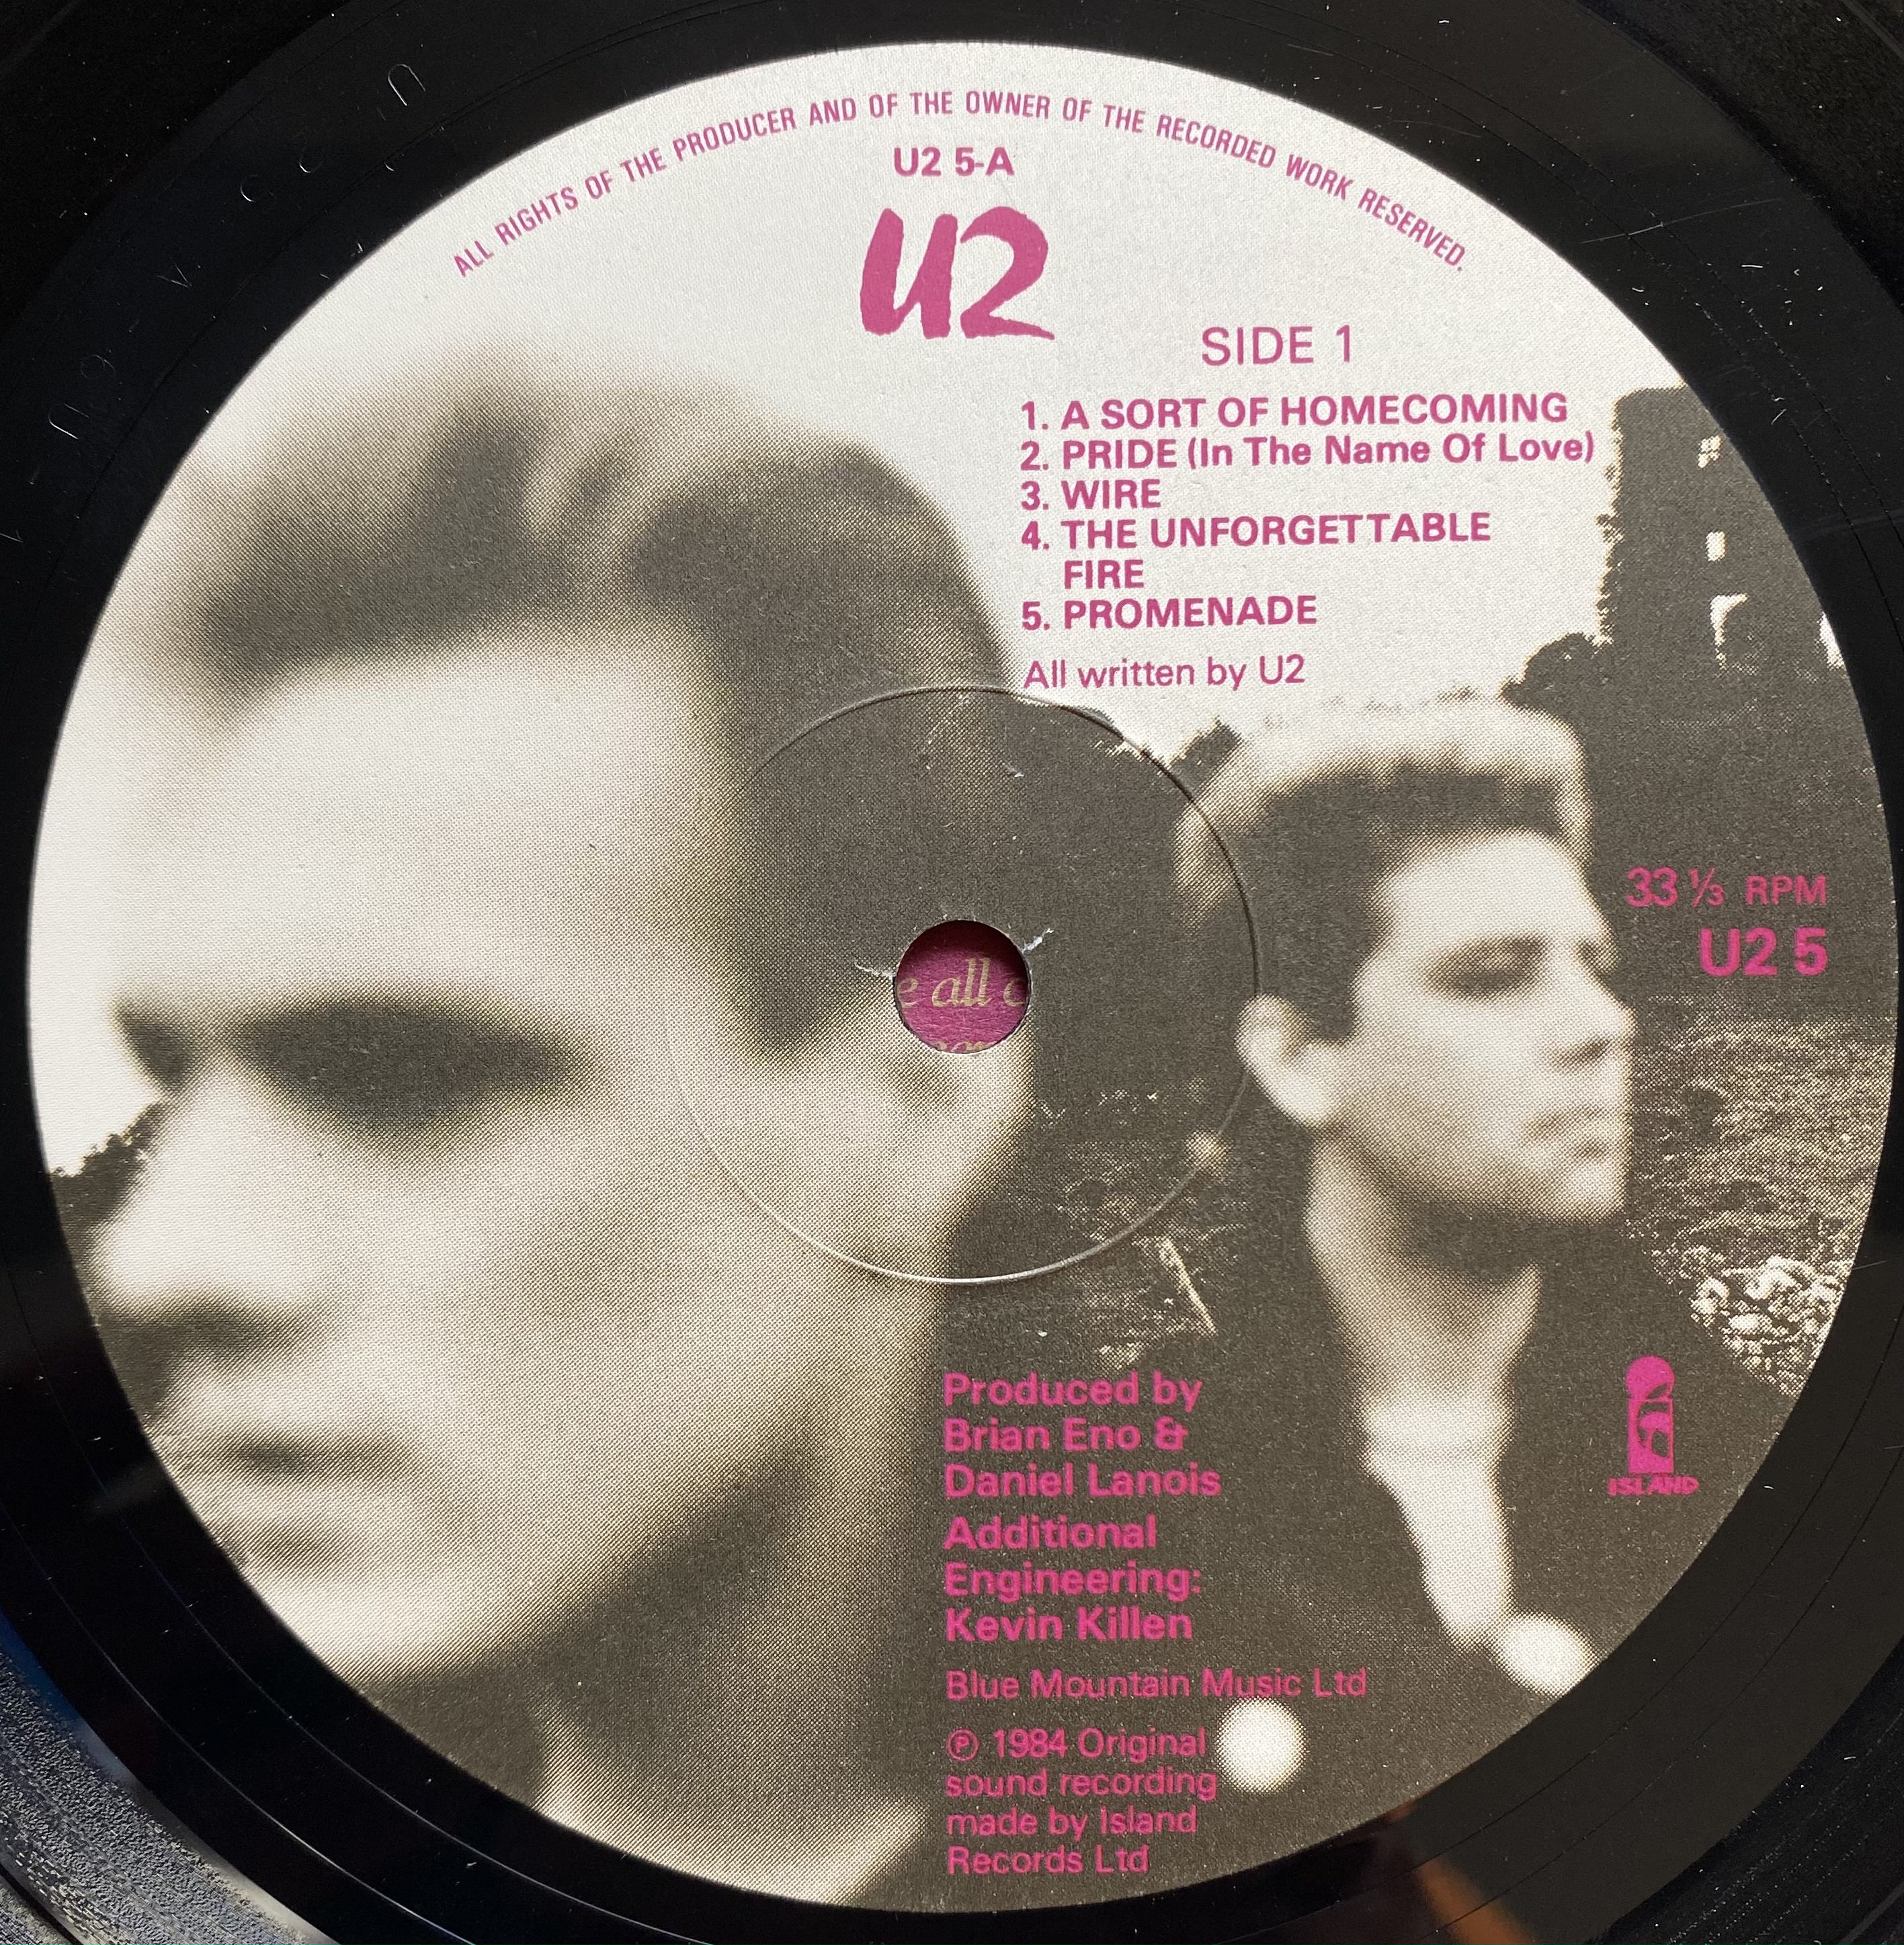 ALL RIGHTS OF THE PRODUCER AND OF THE OWNER OF THE RECORDED WORK RESERVED.
U2 5-A
U2
SIDE 1
1. A SORT OF HOMECOMING
2. PRIDE (In The Name Of Love)
3. WIRE
4. THE UNFORGETTABLE
FIRE
5. PROMENADE
All written by U2
33 ⅓ RPM
U2 5
all
Produced by
Brian Eno &
Daniel Lanois
Additional
Engineering:
Kevin Killen
ISLAND
Blue Mountain Music Ltd
℗ 1984 Original
sound recording
made by Island
Records Ltd